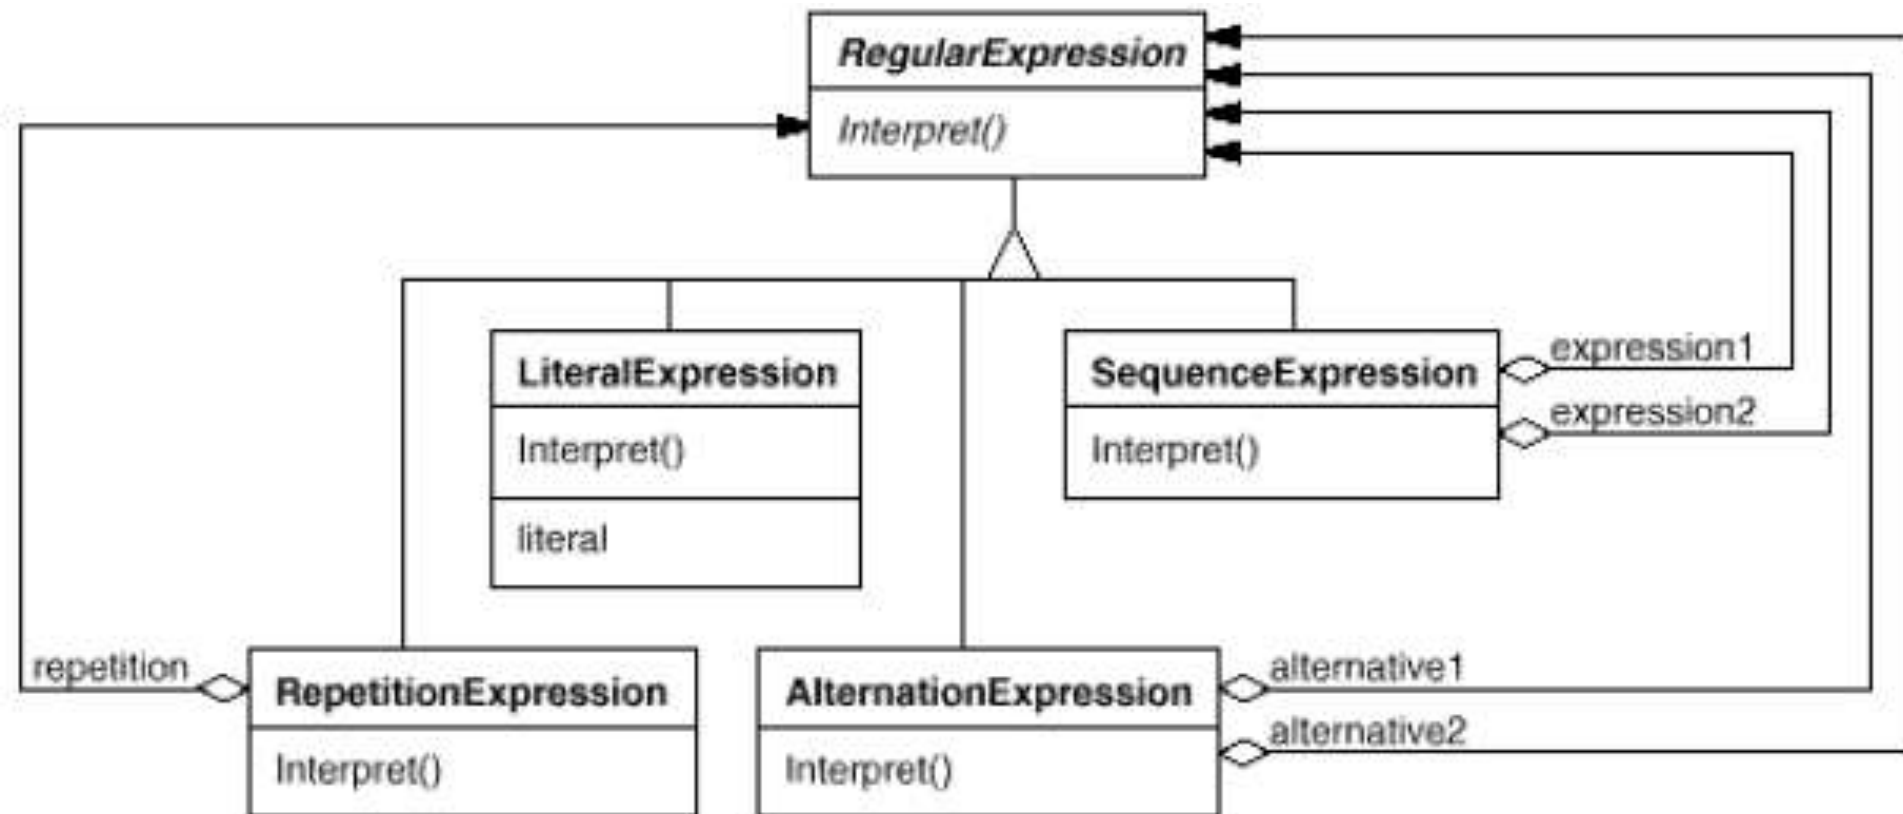 RegularExpression
Interpret()
LiteralExpression
Interpret()
literal
SequenceExpression
Interpret()
expression1
expression2
repetition
RepetitionExpression
Interpret()
AlternationExpression
Interpret()
alternative1
alternative2